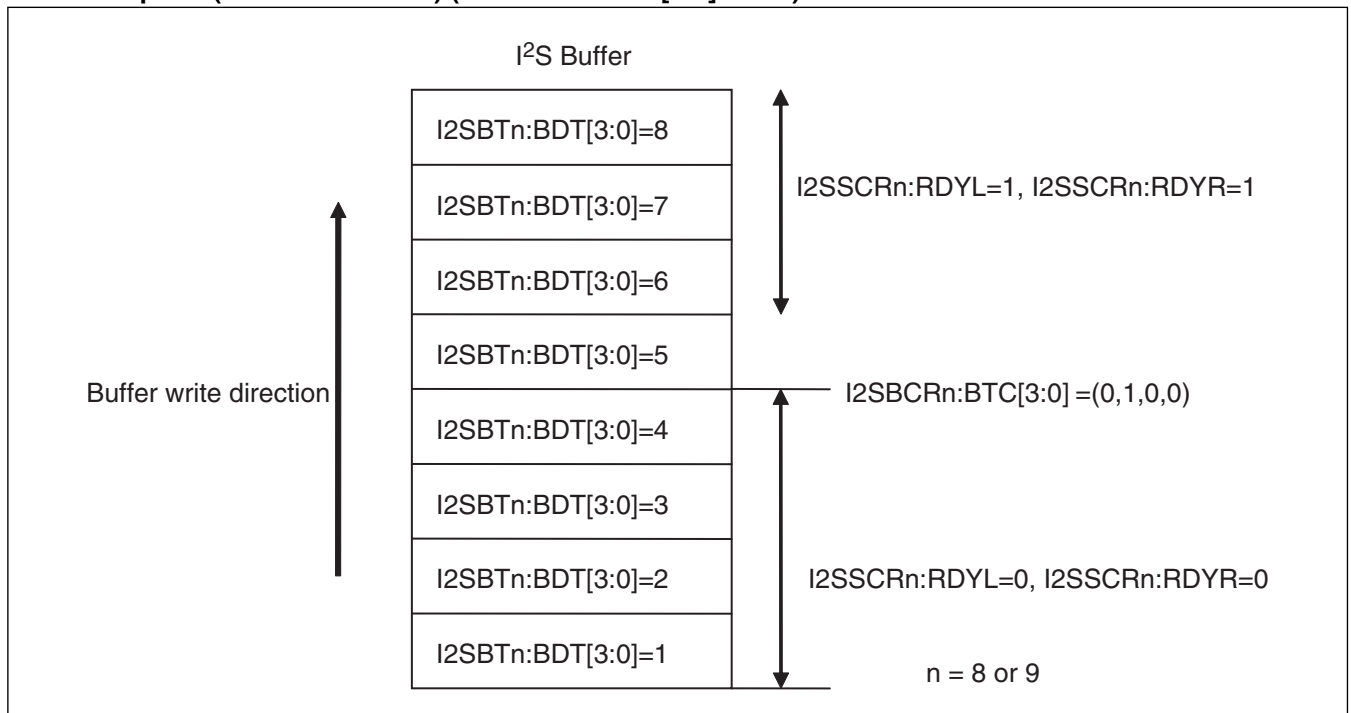 I²S Buffer
I2SBTn:BDT[3:0]=8
I2SBTn:BDT[3:0]=7
I2SBTn:BDT[3:0]=6
I2SBTn:BDT[3:0]=5
I2SBTn:BDT[3:0]=4
I2SBTn:BDT[3:0]=3
I2SBTn:BDT[3:0]=2
I2SBTn:BDT[3:0]=1
Buffer write direction
I2SSCRn:RDYL=1, I2SSCRn:RDYR=1
I2SBCRn:BTC[3:0] =(0,1,0,0)
I2SSCRn:RDYL=0, I2SSCRn:RDYR=0
n = 8 or 9